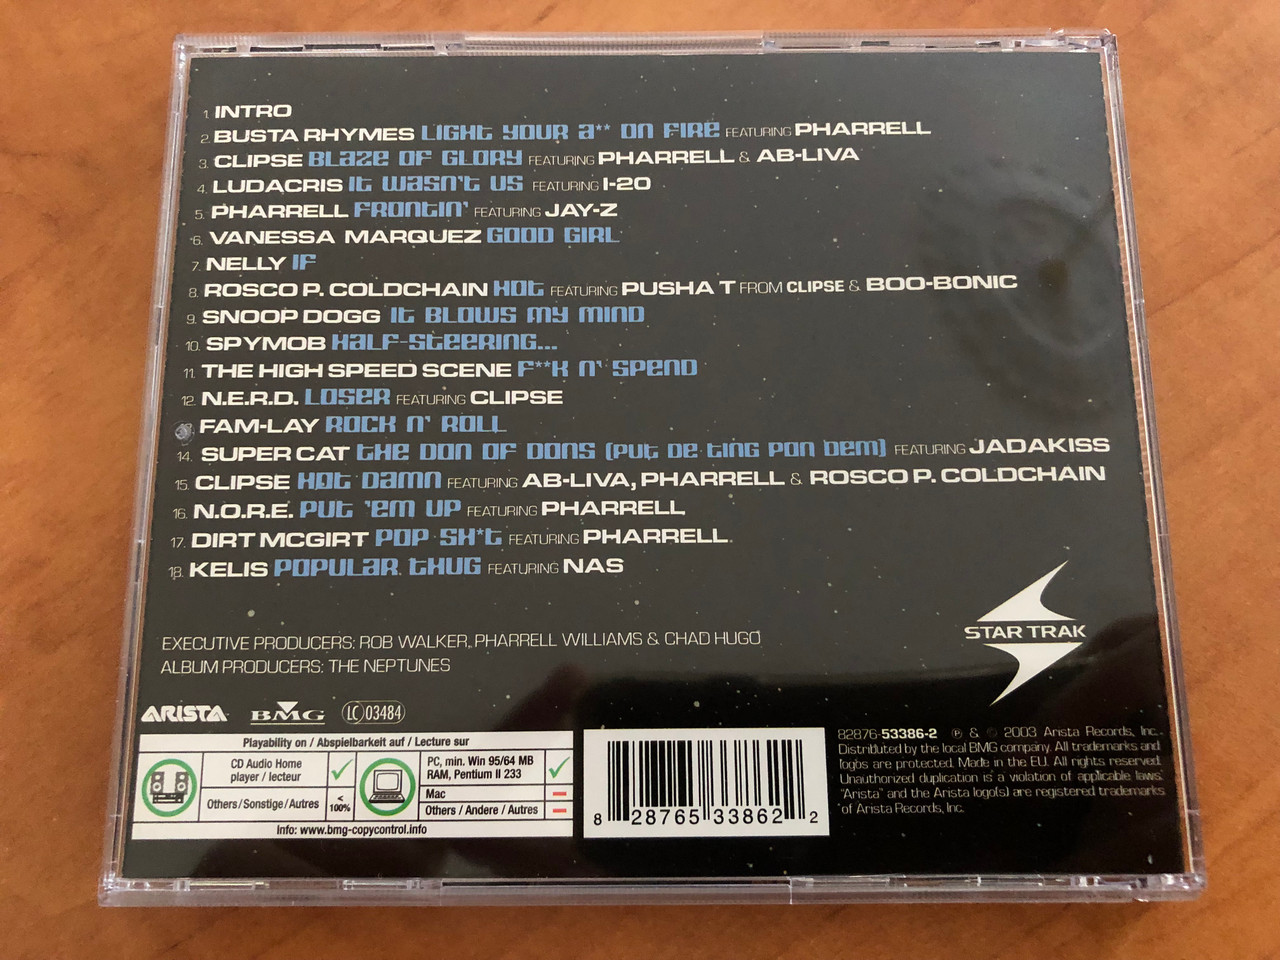 1. INTRO
2. BUSTA RHYMES LIGHT YOUR A** ON FIRE FEATURING PHARRELL
3. CLIPSE BLAZE OF GLORY FEATURING PHARRELL & AB-LIVA
4. LUDACRIS IT WASN'T US FEATURING I-20
5. PHARRELL FRONTIN' FEATURING JAY-Z
6. VANESSA MARQUEZ GOOD GIRL
7. NELLY IF
8. ROSCO P. COLDCHAIN HOT FEATURING PUSHA T FROM CLIPSE & BOO-BONIC
9. SNOOP DOGG IT BLOWS MY MIND
10. SPYMOB HALF-STEERING...
11. THE HIGH SPEED SCENE F**K N' SPEND
12. N.E.R.D. LOSER FEATURING CLIPSE
13. FAM-LAY ROCK N' ROLL
14. SUPER CAT THE DON OF DONS (PUT DE TING PON DEM) FEATURING JADAKISS
15. CLIPSE HOT DAMN FEATURING AB-LIVA, PHARRELL & ROSCO P. COLDCHAIN
16. N.O.R.E. PUT 'EM UP FEATURING PHARRELL
17. DIRT MCGIRT POP SH*T FEATURING PHARRELL
18. KELIS POPULAR THUG FEATURING NAS
EXECUTIVE PRODUCERS: ROB WALKER, PHARRELL WILLIAMS & CHAD HUGO
ALBUM PRODUCERS: THE NEPTUNES
STAR TRAK
ARISTA BMG LC 03484
Playability on / Abspielbarkeit auf / Lecture sur
CD Audio Home
player / lecteur
Others / Sonstige / Autres
<
100%
PC, min. Win 95/64 MB
RAM, Pentium II 233
Mac
Others / Andere / Autres
Info: www.bmg-copycontrol.info
8 28765 33862 2
82876-53386-2 ℗ & © 2003 Arista Records, Inc.
Distributed by the local BMG company. All trademarks and
logos are protected. Made in the EU. All rights reserved.
Unauthorized duplication is a violation of applicable laws.
"Arista" and the Arista logo(s) are registered trademarks
of Arista Records, Inc.